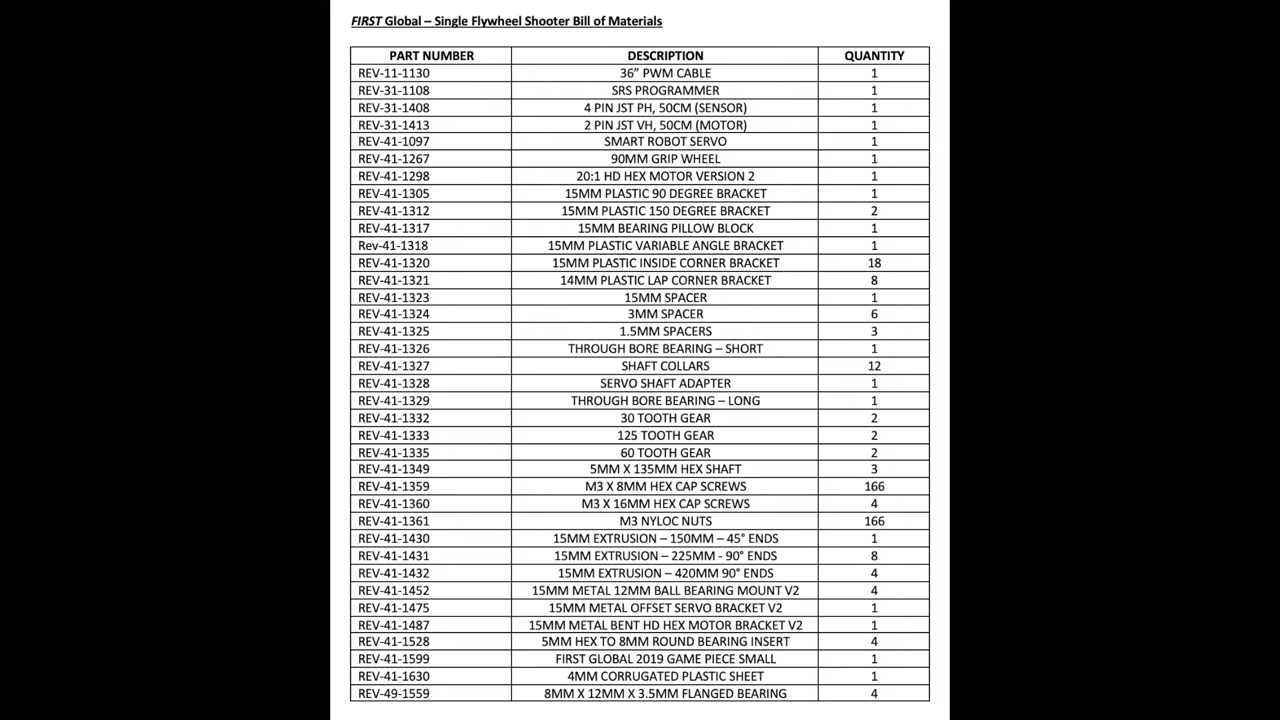 FIRST Global – Single Flywheel Shooter Bill of Materials
PART NUMBER DESCRIPTION QUANTITY
REV-11-1130 36” PWM CABLE 1
REV-31-1108 SRS PROGRAMMER 1
REV-31-1408 4 PIN JST PH, 50CM (SENSOR) 1
REV-31-1413 2 PIN JST VH, 50CM (MOTOR) 1
REV-41-1097 SMART ROBOT SERVO 1
REV-41-1267 90MM GRIP WHEEL 1
REV-41-1298 20:1 HD HEX MOTOR VERSION 2 1
REV-41-1305 15MM PLASTIC 90 DEGREE BRACKET 1
REV-41-1312 15MM PLASTIC 150 DEGREE BRACKET 2
REV-41-1317 15MM BEARING PILLOW BLOCK 1
Rev-41-1318 15MM PLASTIC VARIABLE ANGLE BRACKET 1
REV-41-1320 15MM PLASTIC INSIDE CORNER BRACKET 18
REV-41-1321 14MM PLASTIC LAP CORNER BRACKET 8
REV-41-1323 15MM SPACER 1
REV-41-1324 3MM SPACER 6
REV-41-1325 1.5MM SPACERS 3
REV-41-1326 THROUGH BORE BEARING – SHORT 1
REV-41-1327 SHAFT COLLARS 12
REV-41-1328 SERVO SHAFT ADAPTER 1
REV-41-1329 THROUGH BORE BEARING – LONG 1
REV-41-1332 30 TOOTH GEAR 2
REV-41-1333 125 TOOTH GEAR 2
REV-41-1335 60 TOOTH GEAR 2
REV-41-1349 5MM X 135MM HEX SHAFT 3
REV-41-1359 M3 X 8MM HEX CAP SCREWS 166
REV-41-1360 M3 X 16MM HEX CAP SCREWS 4
REV-41-1361 M3 NYLOC NUTS 166
REV-41-1430 15MM EXTRUSION – 150MM – 45° ENDS 1
REV-41-1431 15MM EXTRUSION – 225MM - 90° ENDS 8
REV-41-1432 15MM EXTRUSION – 420MM 90° ENDS 4
REV-41-1452 15MM METAL 12MM BALL BEARING MOUNT V2 4
REV-41-1475 15MM METAL OFFSET SERVO BRACKET V2 1
REV-41-1487 15MM METAL BENT HD HEX MOTOR BRACKET V2 1
REV-41-1528 5MM HEX TO 8MM ROUND BEARING INSERT 4
REV-41-1599 FIRST GLOBAL 2019 GAME PIECE SMALL 1
REV-41-1630 4MM CORRUGATED PLASTIC SHEET 1
REV-49-1559 8MM X 12MM X 3.5MM FLANGED BEARING 4